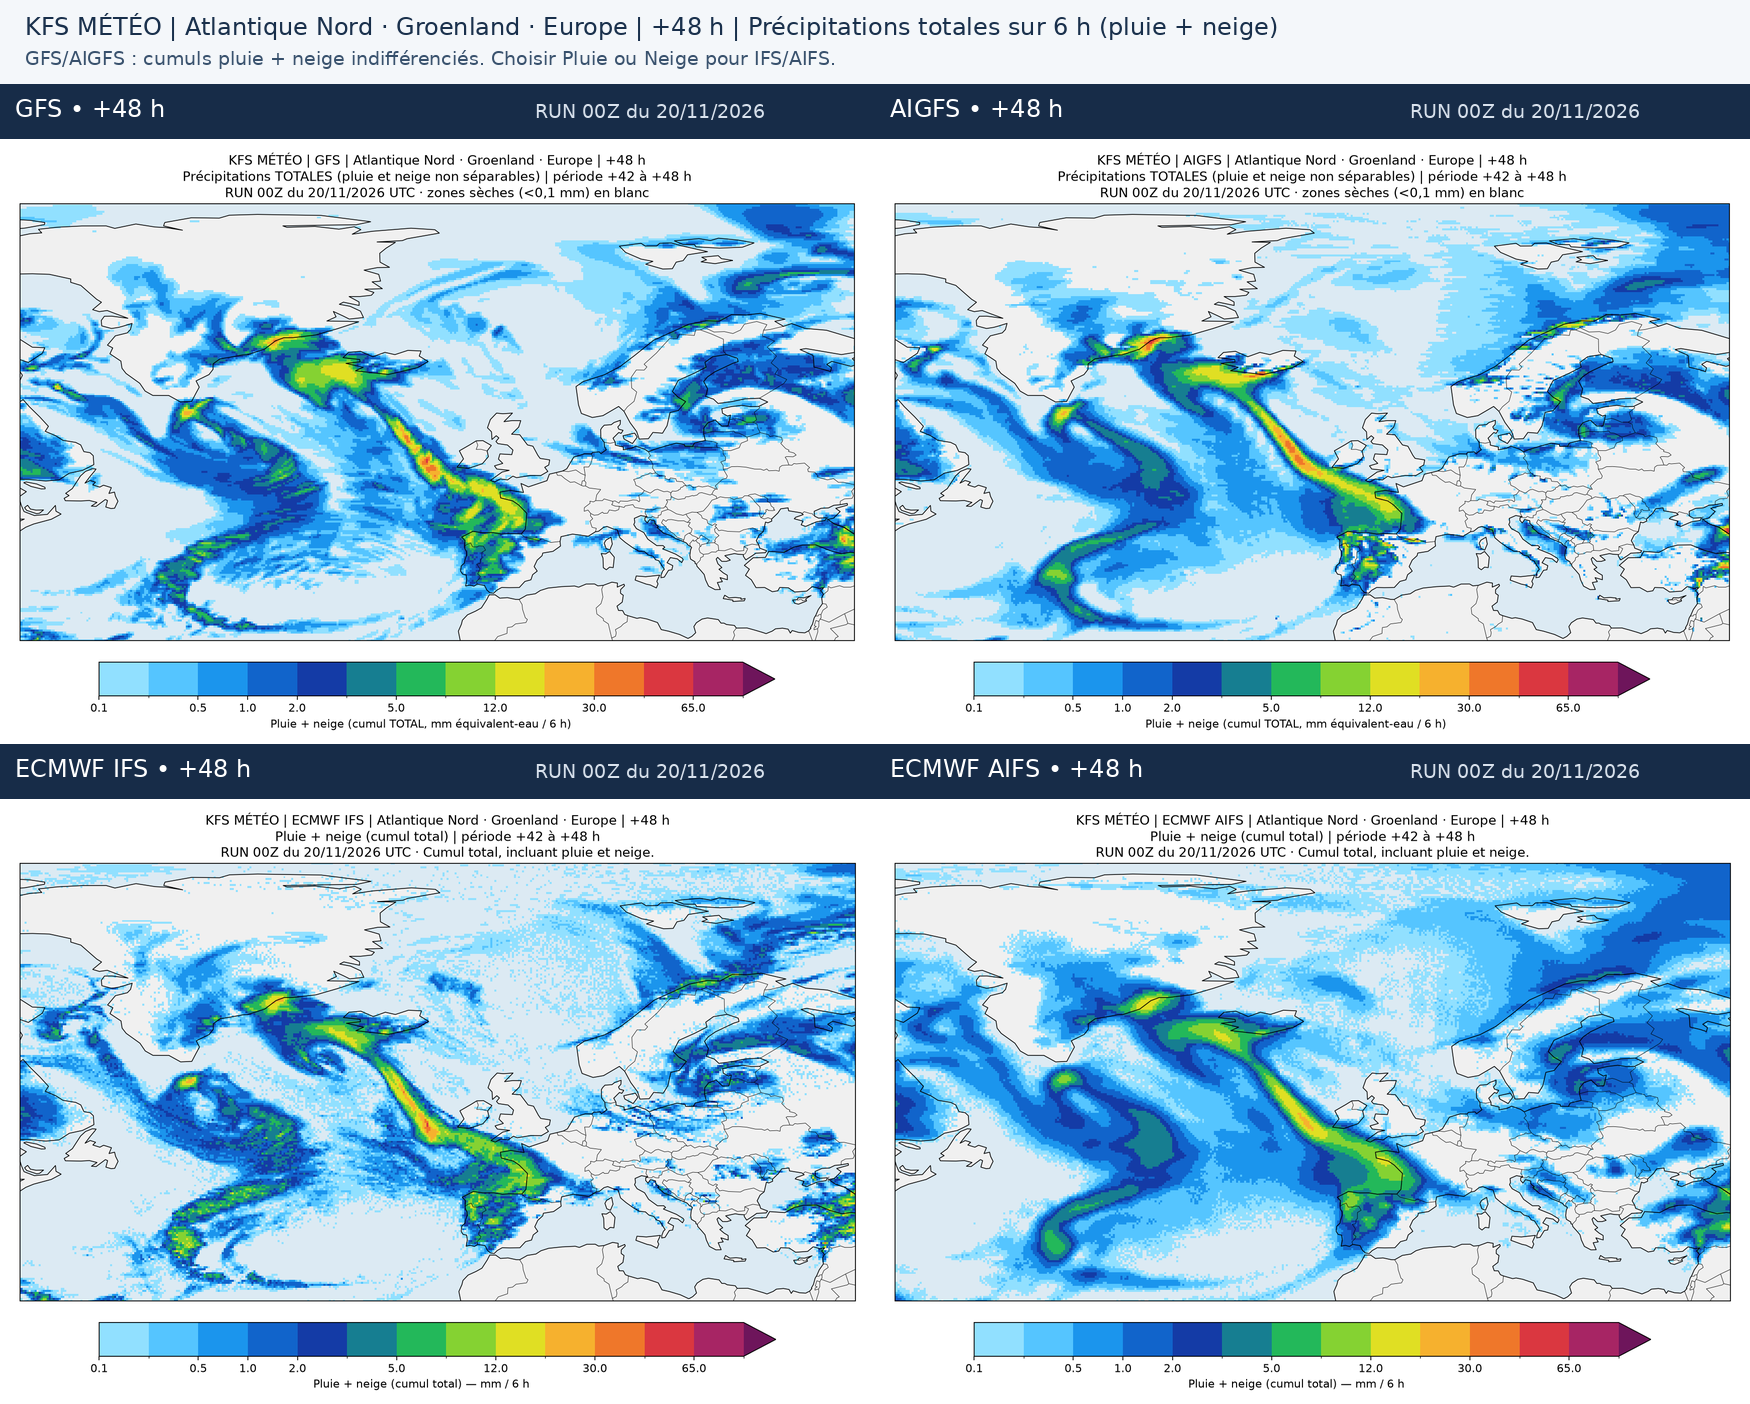 KFS MÉTÉO | Atlantique Nord · Groenland · Europe | +48 h | Précipitations totales sur 6 h (pluie + neige)
GFS/AIGFS : cumuls pluie + neige indifférenciés. Choisir Pluie ou Neige pour IFS/AIFS.
GFS • +48 h
RUN 00Z du 20/11/2026
AIGFS • +48 h
RUN 00Z du 20/11/2026
KFS MÉTÉO | GFS | Atlantique Nord · Groenland · Europe | +48 h
Précipitations TOTALES (pluie et neige non séparables) | période +42 à +48 h
RUN 00Z du 20/11/2026 UTC · zones sèches (<0,1 mm) en blanc
KFS MÉTÉO | AIGFS | Atlantique Nord · Groenland · Europe | +48 h
Précipitations TOTALES (pluie et neige non séparables) | période +42 à +48 h
RUN 00Z du 20/11/2026 UTC · zones sèches (<0,1 mm) en blanc
0.1 0.5 1.0 2.0 5.0 12.0 30.0 65.0
Pluie + neige (cumul TOTAL, mm équivalent-eau / 6 h)
0.1 0.5 1.0 2.0 5.0 12.0 30.0 65.0
Pluie + neige (cumul TOTAL, mm équivalent-eau / 6 h)
ECMWF IFS • +48 h
RUN 00Z du 20/11/2026
ECMWF AIFS • +48 h
RUN 00Z du 20/11/2026
KFS MÉTÉO | ECMWF IFS | Atlantique Nord · Groenland · Europe | +48 h
Pluie + neige (cumul total) | période +42 à +48 h
RUN 00Z du 20/11/2026 UTC · Cumul total, incluant pluie et neige.
KFS MÉTÉO | ECMWF AIFS | Atlantique Nord · Groenland · Europe | +48 h
Pluie + neige (cumul total) | période +42 à +48 h
RUN 00Z du 20/11/2026 UTC · Cumul total, incluant pluie et neige.
0.1 0.5 1.0 2.0 5.0 12.0 30.0 65.0
Pluie + neige (cumul total) — mm / 6 h
0.1 0.5 1.0 2.0 5.0 12.0 30.0 65.0
Pluie + neige (cumul total) — mm / 6 h